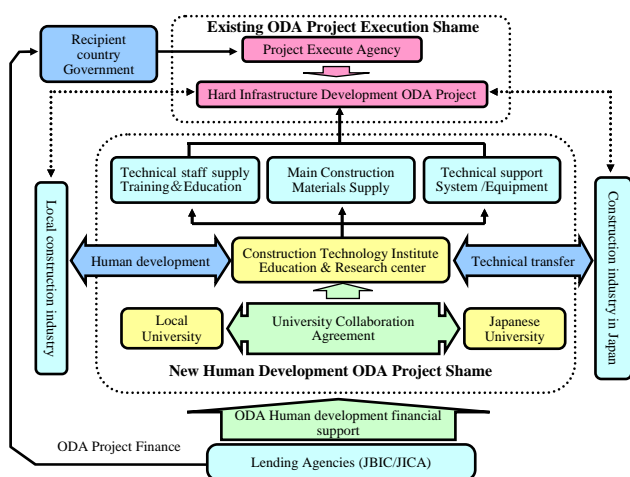 Existing ODA Project Execution Shame
Recipient
country
Government
Project Execute Agency
Hard Infrastructure Development ODA Project
Technical staff supply
Training＆Education
Main Construction
Materials Supply
Technical support
System /Equipment
Local construction industry
Construction industry in Japan
Human development
Construction Technology Institute
Education & Research center
Technical transfer
Local
University
University Collaboration
Agreement
Japanese
University
New Human Development ODA Project Shame
ODA Human development financial
support
ODA Project Finance
Lending Agencies (JBIC/JICA)